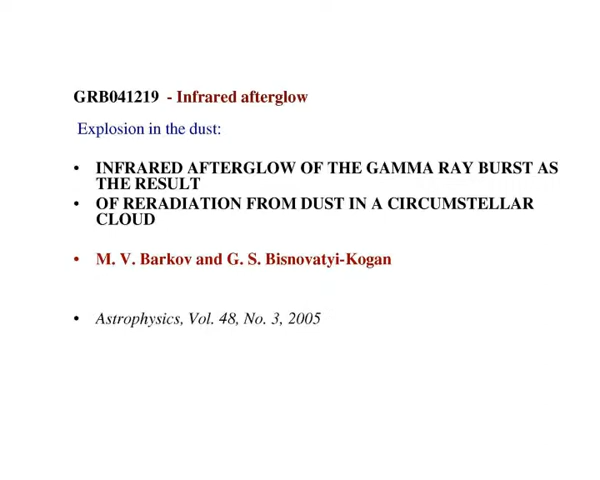 GRB041219 - Infrared afterglow
Explosion in the dust:
• INFRARED AFTERGLOW OF THE GAMMA RAY BURST AS
THE RESULT
• OF RERADIATION FROM DUST IN A CIRCUMSTELLAR
CLOUD
• M. V. Barkov and G. S. Bisnovatyi-Kogan
• Astrophysics, Vol. 48, No. 3, 2005